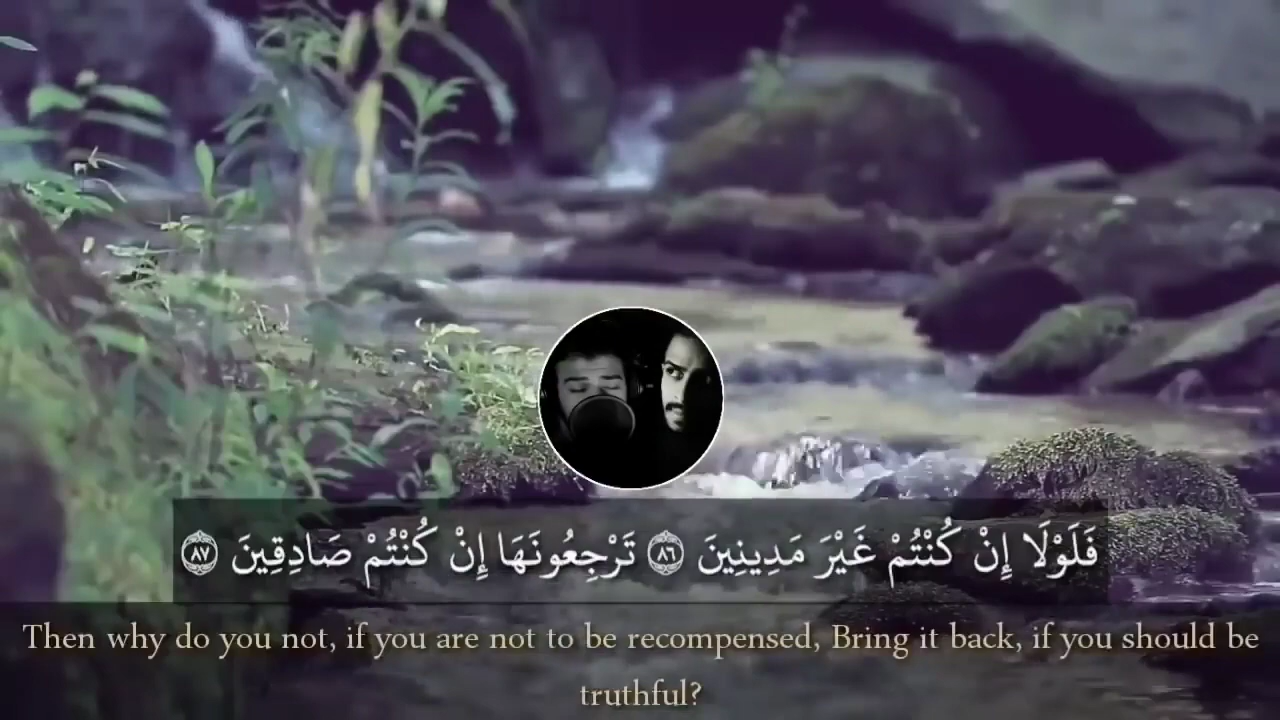 فَلَوْلَا إِنْ كُنْتُمْ غَيْرَ مَدِينِينَ ٨٦ تَرْجِعُونَهَا إِنْ كُنْتُمْ صَادِقِينَ ٨٧
Then why do you not, if you are not to be recompensed, Bring it back, if you should be
truthful?